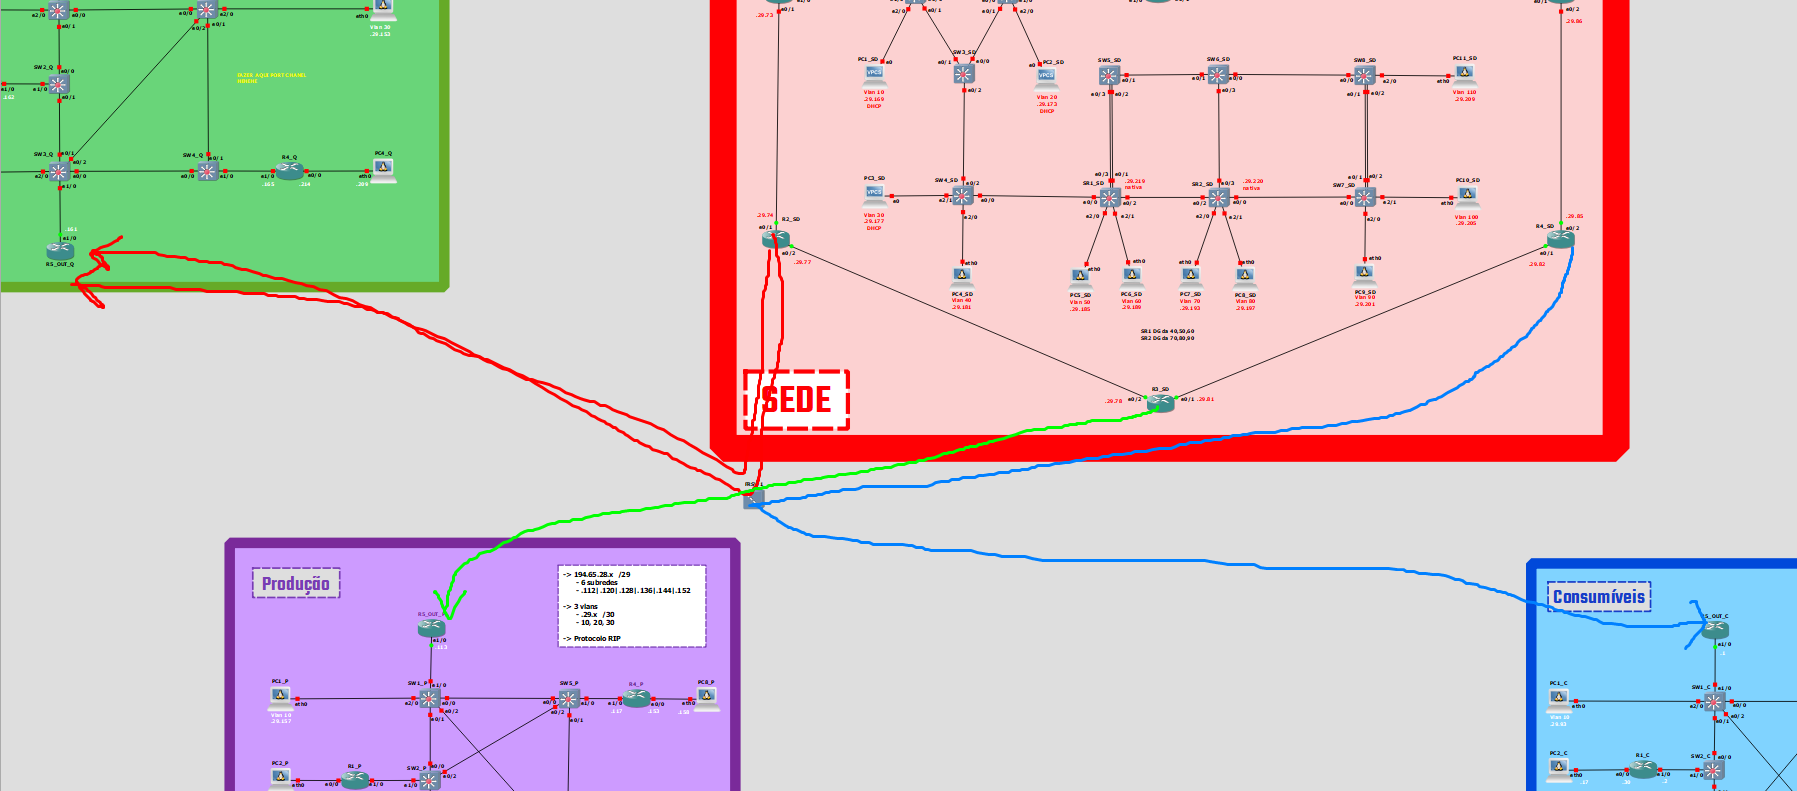 e2/0
e0/0
e0/1
e0/0
e2/0
e0/1
e0/2
eth0
Vlan 30
.29.153
SW2_Q
e0/0
e1/0
e1/0
.162
e0/1
DIZER AQUI PORT-CHANEL
SW3_Q
e0/1
e0/2
e2/0
e0/0
e1/0
SW4_Q
e0/1
e0/0
e1/0
R4_Q
e1/0
e0/0
.165
.214
PC4_Q
eth0
.209
.161
e1/0
R5_OUT_Q
e0/1
.29.73
e2/0
e0/1
e0/1
e2/0
e0/2
.29.86
PC1_SD
e0
VPCS
Vlan 10
.29.169
DHCP
SW3_SD
e0/1
e0/0
e0/2
PC2_SD
e0
VPCS
Vlan 20
.29.173
DHCP
SW5_SD
e0/1
e0/3
e0/2
SW6_SD
e0/1
e0/0
e0/3
SW8_SD
e0/0
e2/0
e0/1
e0/2
PC11_SD
eth0
Vlan 110
.29.209
PC3_SD
VPCS
e0
Vlan 30
.29.177
DHCP
SW4_SD
e0/2
e2/1
e0/0
e2/0
SR1_SD
e0/3
e0/1
.29.219
nativa
e0/0
e0/2
e2/0
e2/1
SR2_SD
e0/3
.29.220
nativa
e0/2
e0/0
e2/0
e2/1
SW7_SD
e0/1
e0/2
e0/0
e2/1
e2/0
PC10_SD
eth0
Vlan 100
.29.205
.29.74
R2_SD
e0/1
e0/2
.29.77
.29.85
R4_SD
e0/2
e0/1
.29.82
eth0
PC4_SD
Vlan 40
.29.181
eth0
PC5_SD
Vlan 50
.29.185
eth0
PC6_SD
Vlan 60
.29.189
eth0
PC7_SD
Vlan 70
.29.193
eth0
PC8_SD
Vlan 80
.29.197
eth0
PC9_SD
Vlan 90
.29.201
SR1 DG da 40,50,60
SR2 DG da 70,80,90
SEDE
R3_SD
.29.78
e0/2
e0/1
.29.81
Produção
-> 194.65.28.x /29
- 6 subredes
- .112|.120|.128|.136|.144|.152
-> 3 vlans
- .29.x /30
- 10, 20, 30
-> Protocolo RIP
e1/0
.113
PC1_P
eth0
Vlan 10
.29.157
SW1_P
e1/0
e2/0
e0/0
e0/2
e0/1
SW5_P
e0/0
e1/0
e0/2
e0/1
R4_P
e1/0
e0/0
.117
.153
PC8_P
eth0
.158
PC2_P
eth0
R1_P
e0/0
e1/0
SW2_P
e0/0
e1/0
e0/2
Consumíveis
e1/0
.1
PC1_C
eth0
Vlan 10
SW1_C
e1/0
e2/0
e0/0
e0/2
e0/1
PC2_C
eth0
.17
R1_C
e0/0
e1/0
SW2_C
e0/0
e1/0